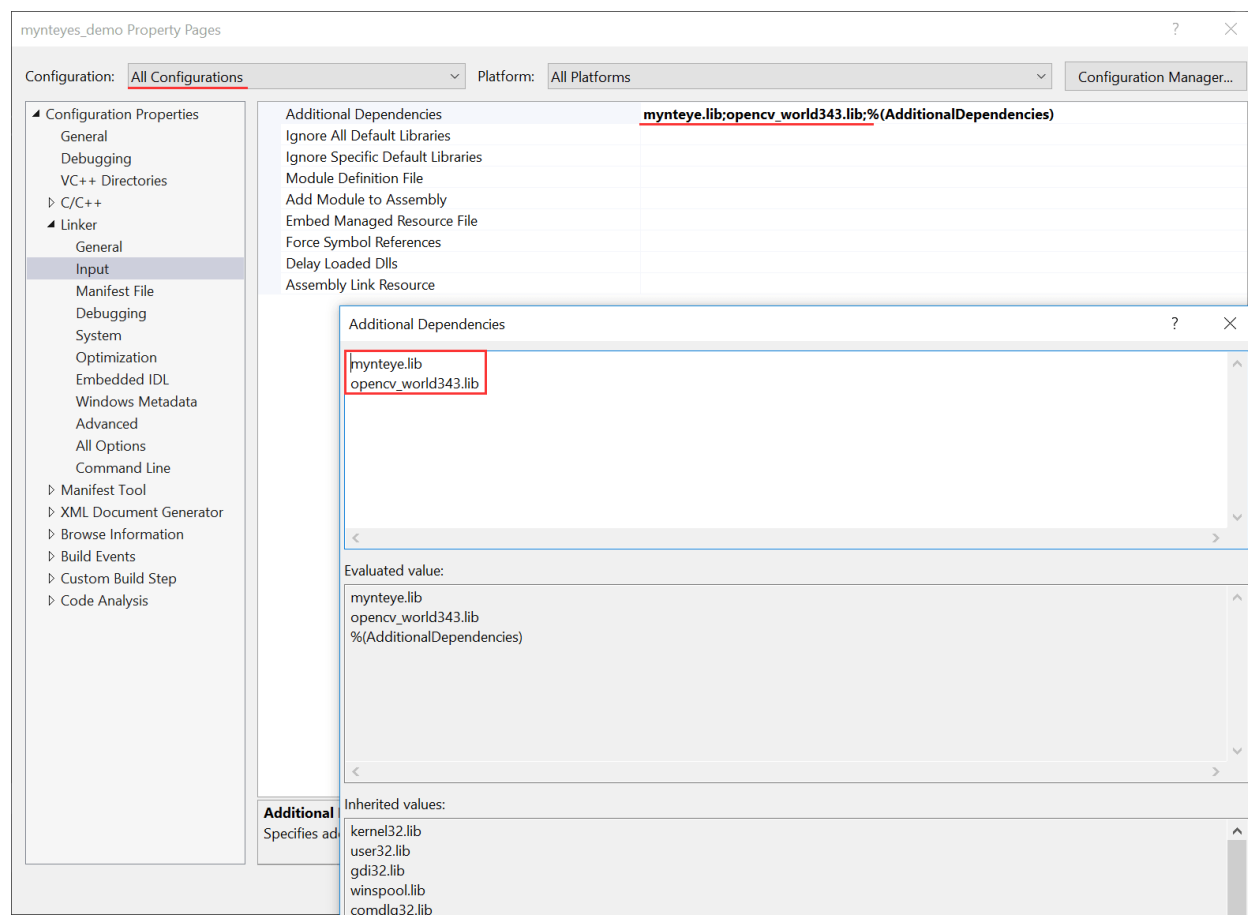 mynteyes_demo Property Pages
Configuration: All Configurations Platform: All Platforms Configuration Manager...
Configuration Properties
General
Debugging
VC++ Directories
C/C++
Linker
General
Input
Manifest File
Debugging
System
Optimization
Embedded IDL
Windows Metadata
Advanced
All Options
Command Line
Manifest Tool
XML Document Generator
Browse Information
Build Events
Custom Build Step
Code Analysis
Additional Dependencies mynteye.lib;opencv_world343.lib;%(AdditionalDependencies)
Ignore All Default Libraries
Ignore Specific Default Libraries
Module Definition File
Add Module to Assembly
Embed Managed Resource File
Force Symbol References
Delay Loaded Dlls
Assembly Link Resource
Additional
Specifies
Additional Dependencies
mynteye.lib
opencv_world343.lib
Evaluated value:
mynteye.lib
opencv_world343.lib
%(AdditionalDependencies)
Inherited values:
kernel32.lib
user32.lib
gdi32.lib
winspool.lib
comdlg32.lib